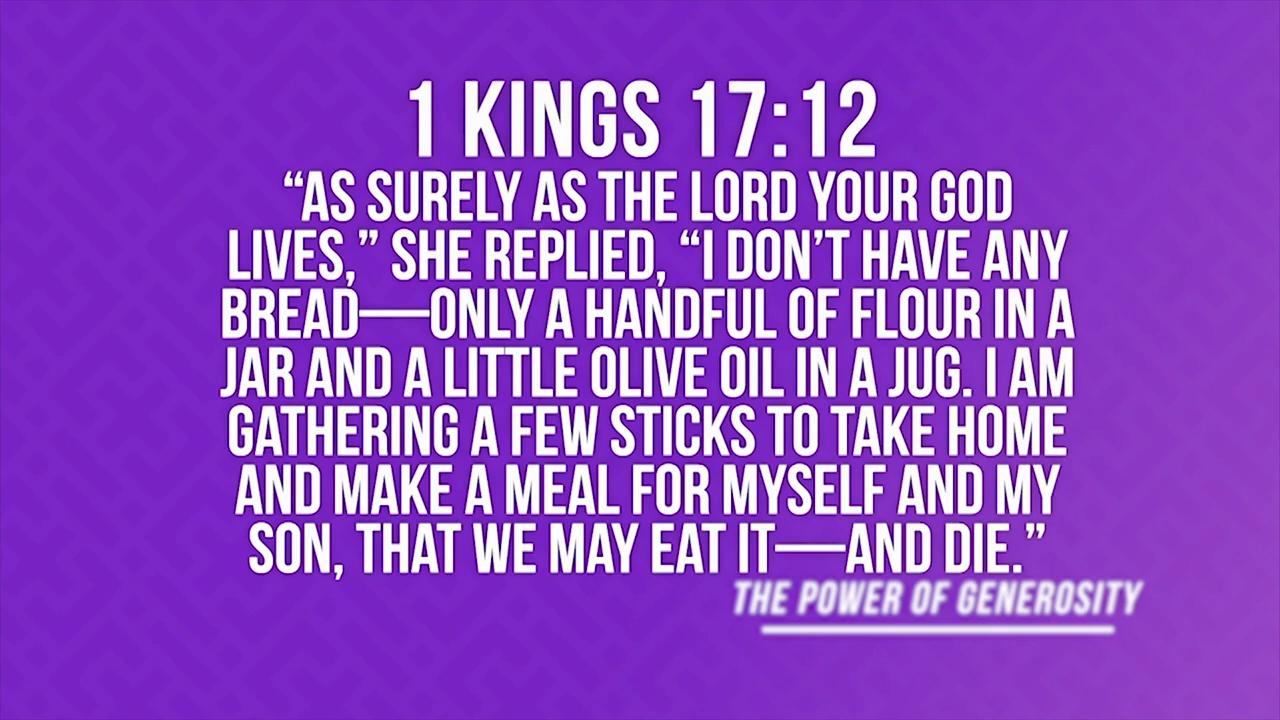 1 KINGS 17:12
“AS SURELY AS THE LORD YOUR GOD
LIVES,” SHE REPLIED, “I DON’T HAVE ANY
BREAD—ONLY A HANDFUL OF FLOUR IN A
JAR AND A LITTLE OLIVE OIL IN A JUG. I AM
GATHERING A FEW STICKS TO TAKE HOME
AND MAKE A MEAL FOR MYSELF AND MY
SON, THAT WE MAY EAT IT—AND DIE.”
THE POWER OF GENEROSITY